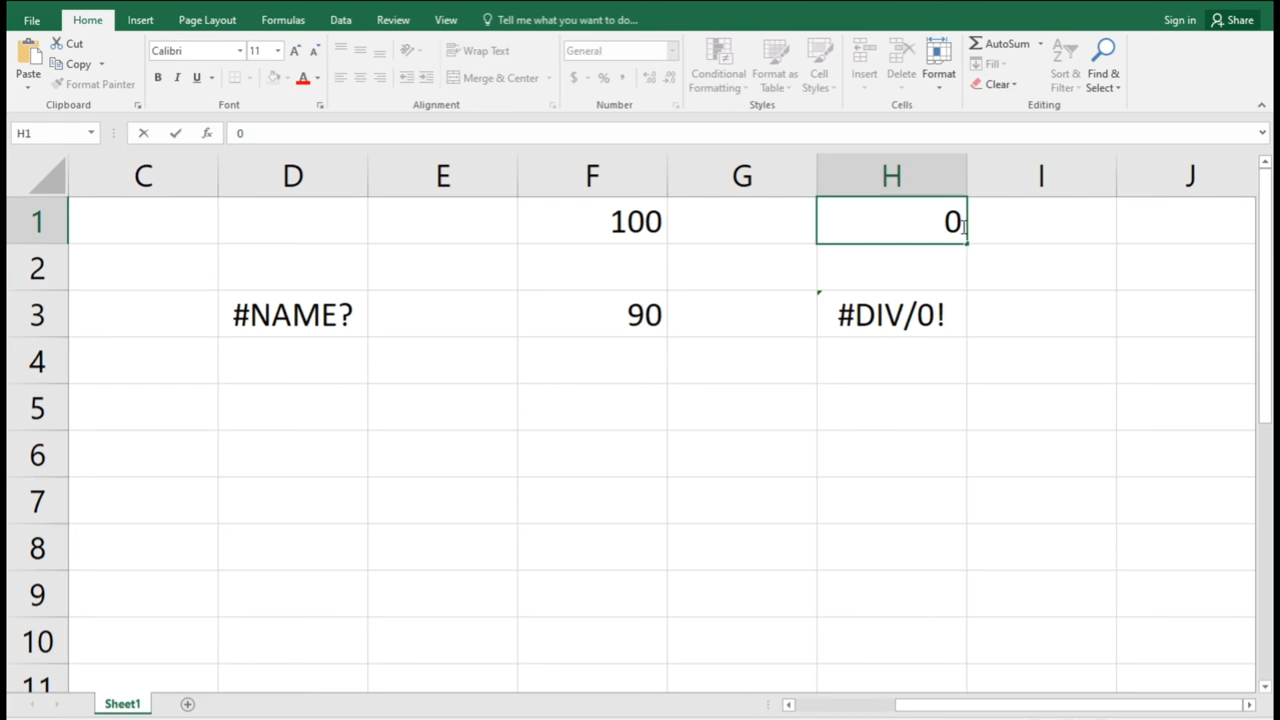 File Home Insert Page Layout Formulas Data Review View Tell me what you want to do... Sign in Share
Paste Cut Copy Format Painter
Clipboard
Calibri 11 A A B I U A
Font
Wrap Text Merge & Center
Alignment
General $ % ,
Number
Conditional Formatting Format as Table Cell Styles
Styles
Insert Delete Format
Cells
AutoSum Fill Clear Sort & Filter Find & Select
Editing
H1 fx 0
C D E F G H I J
1 100 0
2
3 #NAME? 90 #DIV/0!
4
5
6
7
8
9
10
11
Sheet1